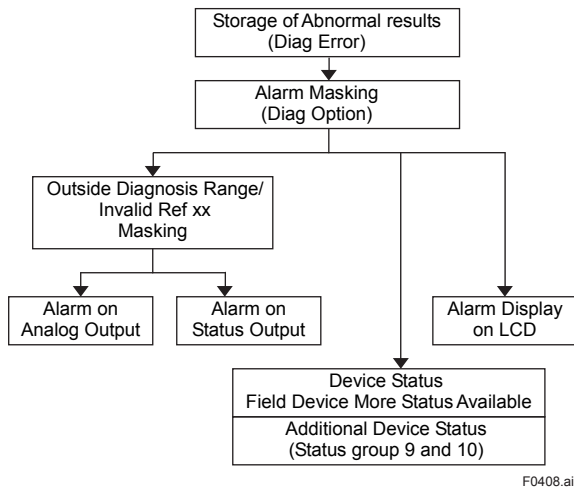 Storage of Abnormal results
(Diag Error)
Alarm Masking
(Diag Option)
Outside Diagnosis Range/
Invalid Ref xx
Masking
Alarm on
Analog Output
Alarm on
Status Output
Alarm Display
on LCD
Device Status
Field Device More Status Available
Additional Device Status
(Status group 9 and 10)
F0408.ai